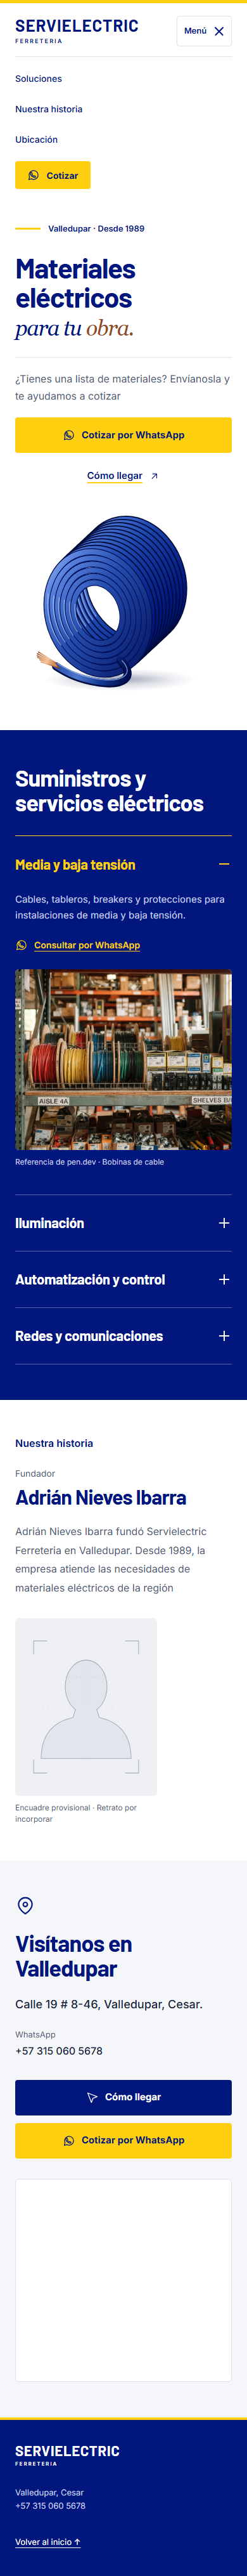 SERVIELECTRIC
FERRETERIA
Menú
Soluciones
Nuestra historia
Ubicación
Cotizar
Valledupar · Desde 1989
Materiales
eléctricos
para tu obra.
¿Tienes una lista de materiales? Envíanosla y
te ayudamos a cotizar
Cotizar por WhatsApp
Cómo llegar
Suministros y
servicios eléctricos
Media y baja tensión
Cables, tableros, breakers y protecciones para
instalaciones de media y baja tensión.
Consultar por WhatsApp
AISLE 4A
Referencia de pen.dev · Bobinas de cable
Iluminación
Automatización y control
Redes y comunicaciones
Nuestra historia
Fundador
Adrián Nieves Ibarra
Adrián Nieves Ibarra fundó Servielectric
Ferreteria en Valledupar. Desde 1989, la
empresa atiende las necesidades de
materiales eléctricos de la región
Encuadre provisional · Retrato por
incorporar
Visítanos en
Valledupar
Calle 19 # 8-46, Valledupar, Cesar.
WhatsApp
+57 315 060 5678
Cómo llegar
Cotizar por WhatsApp
SERVIELECTRIC
FERRETERIA
Valledupar, Cesar
+57 315 060 5678
Volver al inicio ↑